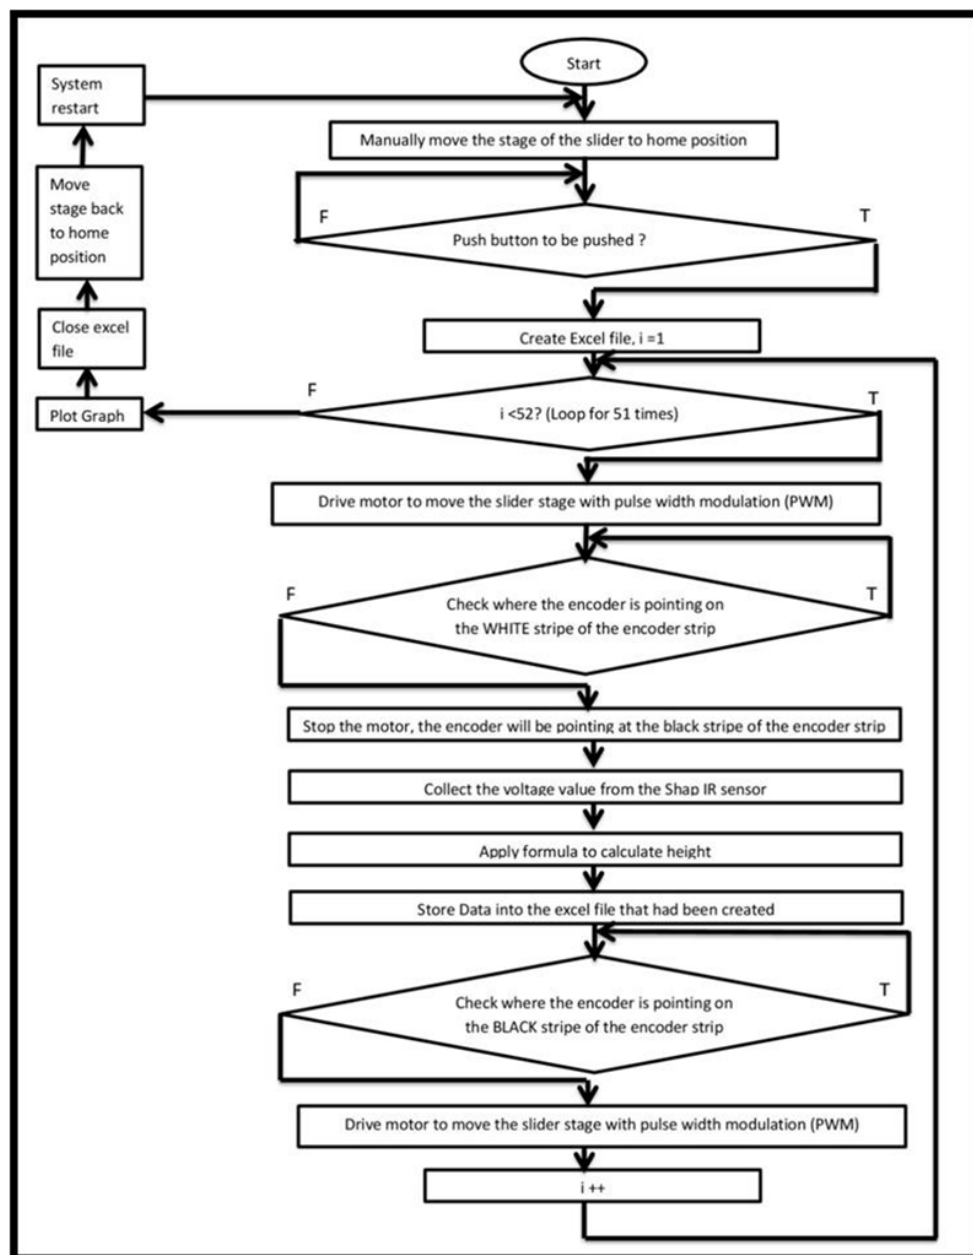 Start
System
restart
Manually move the stage of the slider to home position
Move
stage back
to home
position
F
T
Push button to be pushed ?
Close excel
file
Create Excel file, i =1
F
T
Plot Graph
i <52? (Loop for 51 times)
Drive motor to move the slider stage with pulse width modulation (PWM)
F
T
Check where the encoder is pointing on
the WHITE stripe of the encoder strip
Stop the motor, the encoder will be pointing at the black stripe of the encoder strip
Collect the voltage value from the Shap IR sensor
Apply formula to calculate height
Store Data into the excel file that had been created
F
T
Check where the encoder is pointing on
the BLACK stripe of the encoder strip
Drive motor to move the slider stage with pulse width modulation (PWM)
i ++